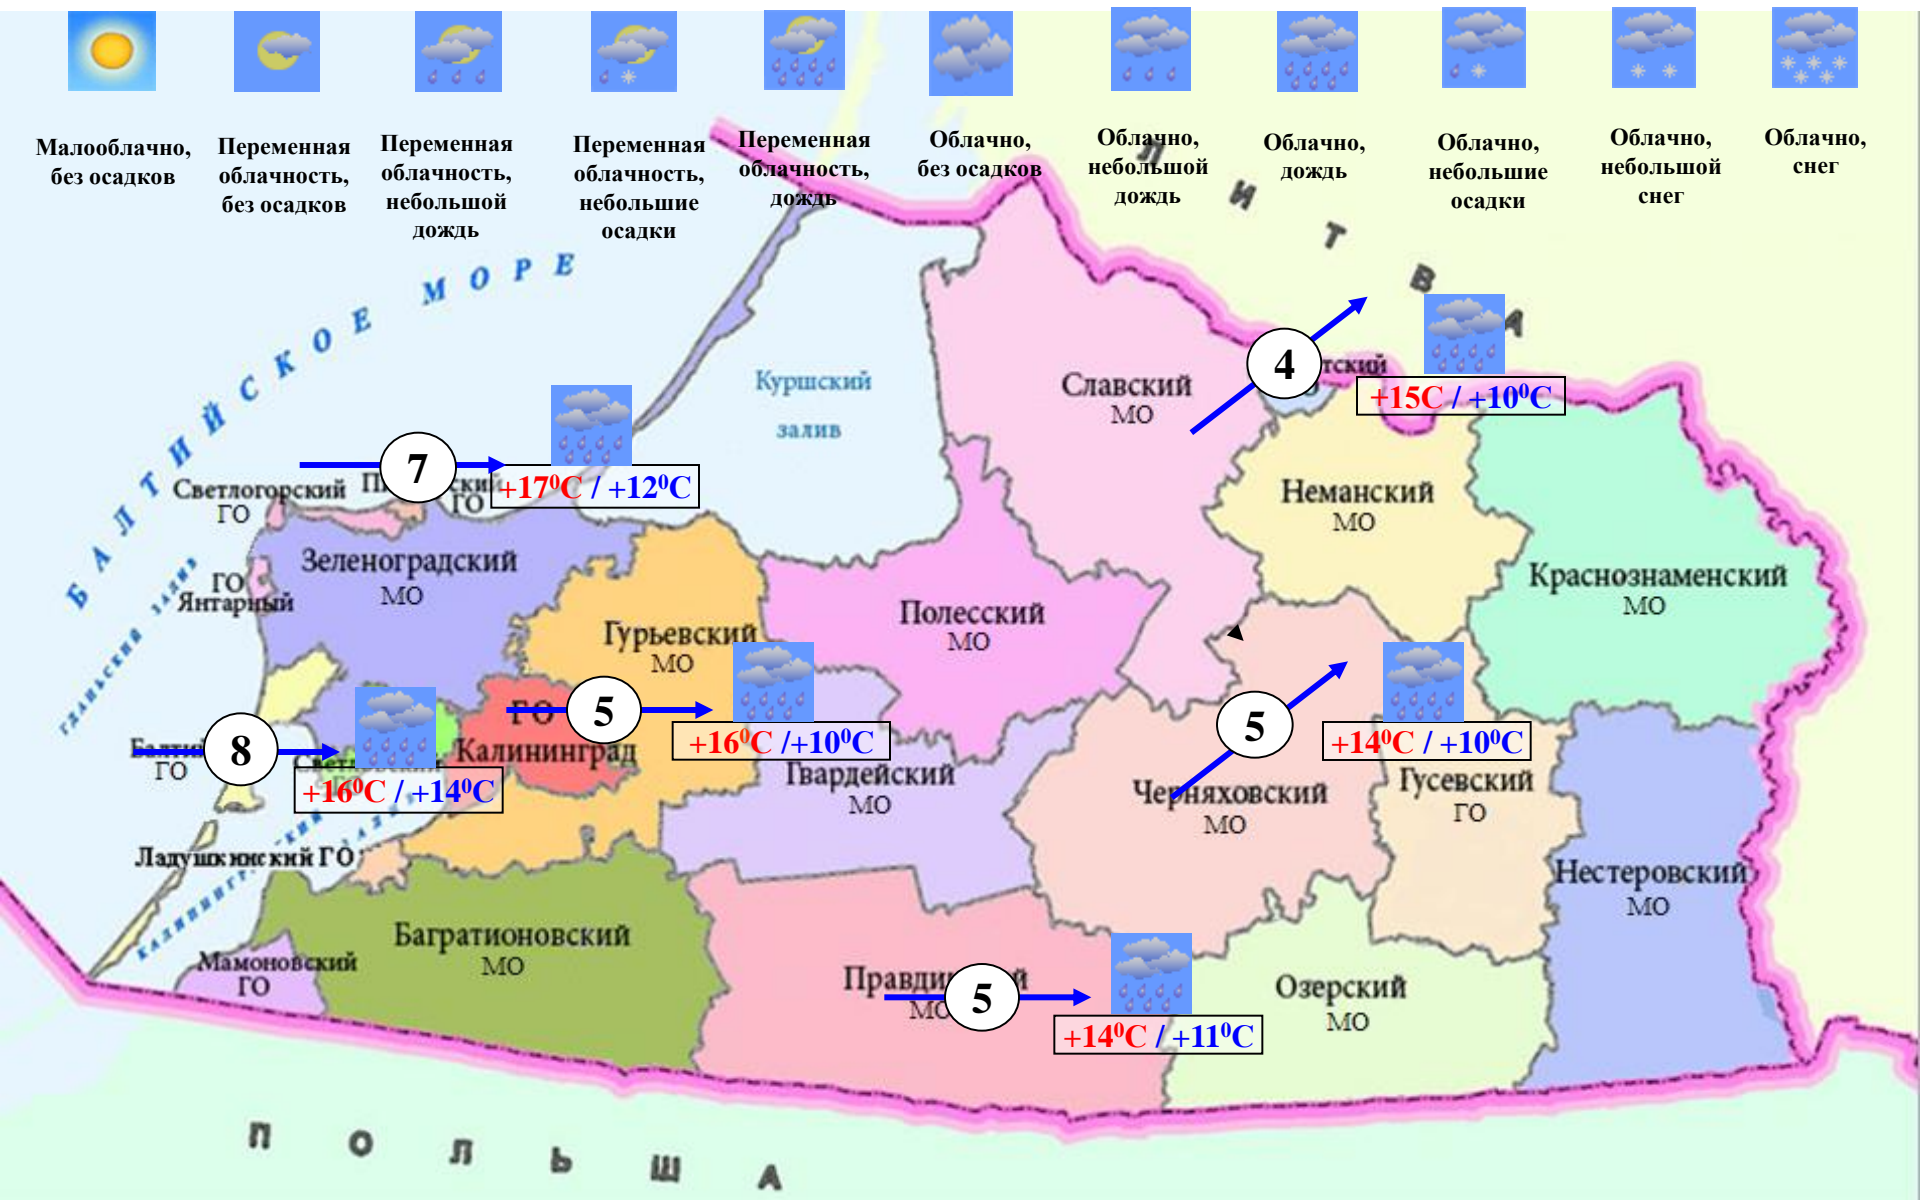 Малооблачно,
без осадков
Переменная
облачность,
без осадков
Переменная
облачность,
небольшой
дождь
Переменная
облачность,
небольшие
осадки
Переменная
облачность,
дождь
Облачно,
без осадков
Облачно,
небольшой
дождь
Облачно,
дождь
Облачно,
небольшие
осадки
Облачно,
небольшой
снег
Облачно,
снег
ЛИТВА
БАЛТИЙСКОЕ МОРЕ
Куршский
залив
Славский
МО
4
+15С / +10⁰С
7
+17⁰С / +12⁰С
Светлогорский
ГО
ГО
Неманский
МО
Зеленоградский
МО
ГО
Янтарный
Краснознаменский
МО
Полесский
МО
Гурьевский
МО
ГО
Калининград
5
+16⁰С /+10⁰С
5
+14⁰С / +10⁰С
8
ГО
+16⁰С / +14⁰С
Гвардейский
МО
Черняховский
МО
Гусевский
ГО
Ладушкинский ГО
Нестеровский
МО
Багратионовский
МО
Мамоновский
ГО
5
+14⁰С / +11⁰С
Озерский
МО
ПОЛЬША